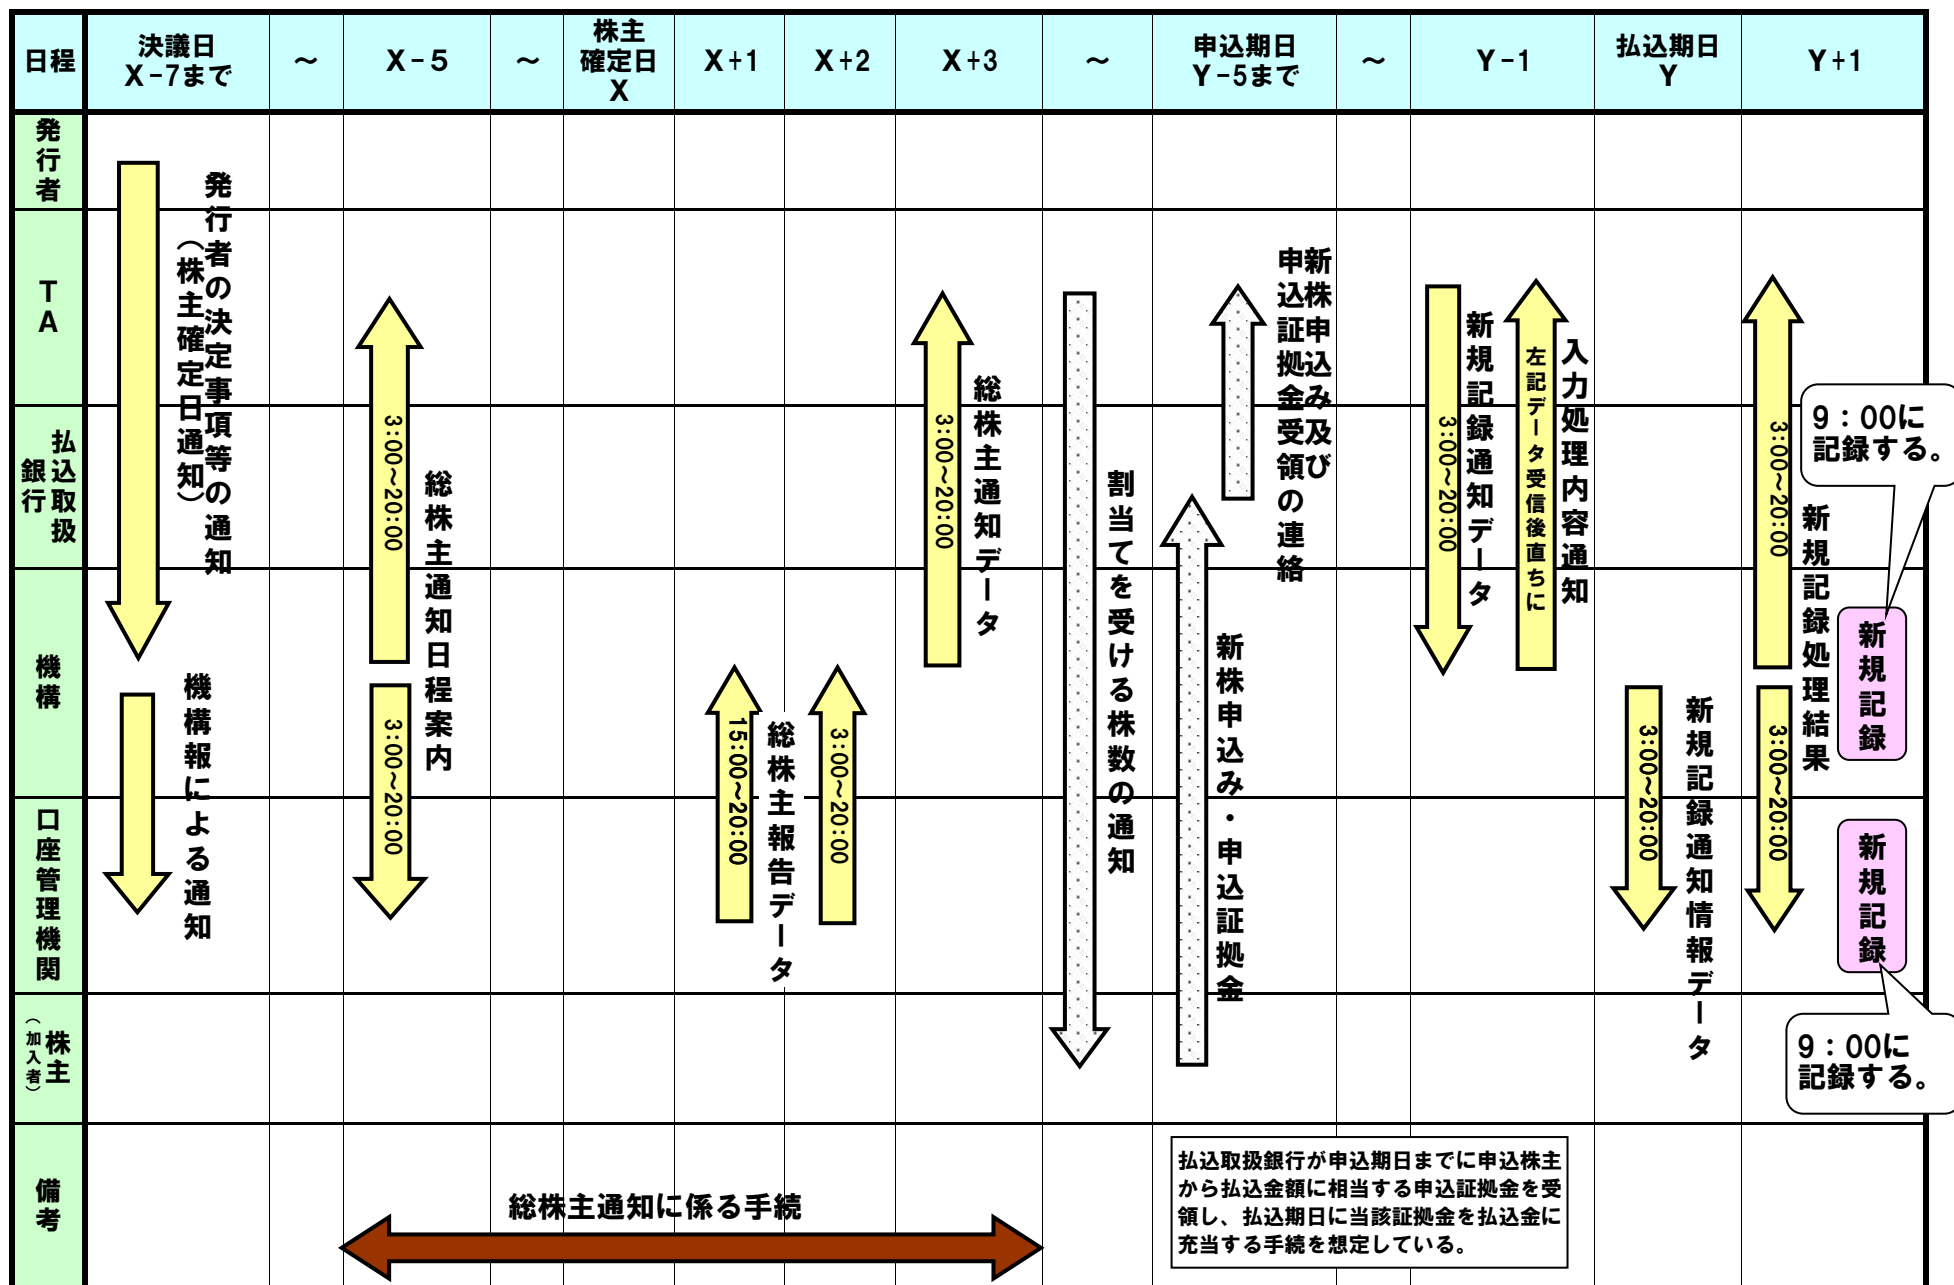 日程
決議日
X-7まで
～
X-5
～
株主
確定日
X
X+1
X+2
X+3
～
申込期日
Y-5まで
～
Y-1
払込期日
Y
Y+1
発行者
TA
払込取扱
銀行
機構
口座管理機関
株主
（加入者）
備考
発行者の決定事項等の通知
（株主確定日通知）
機構報による通知
3:00～20:00
3:00～20:00
総株主通知日程案内
15:00～20:00
総株主報告データ
3:00～20:00
3:00～20:00
総株主通知データ
割当てを受ける株数の通知
新株申込み・申込証拠金
新株申込み及び
申込証拠金受領の連絡
3:00～20:00
新規記録通知データ
左記データ受信後直ちに
入力処理内容通知
3:00～20:00
新規記録通知情報データ
3:00～20:00
3:00～20:00
新規記録処理結果
9：00に
記録する。
新規記録
新規記録
9：00に
記録する。
総株主通知に係る手続
払込取扱銀行が申込期日までに申込株主
から払込金額に相当する申込証拠金を受
領し、払込期日に当該証拠金を払込金に
充当する手続を想定している。